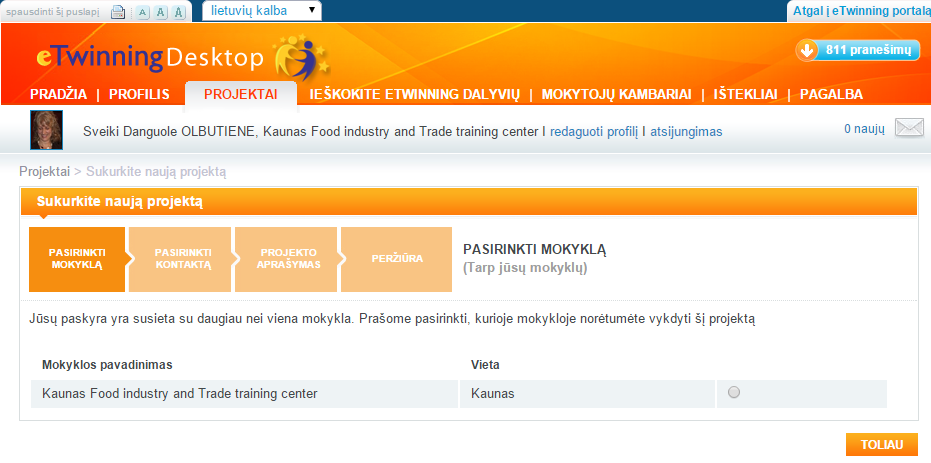 spausdinti šį puslapį A A A lietuvių kalba Atgal į eTwinning portalą
eTwinning Desktop
811 pranešimų
PRADŽIA | PROFILIS PROJEKTAI IEŠKOKITE ETWINNING DALYVIŲ | MOKYTOJŲ KAMBARIAI | IŠTEKLIAI | PAGALBA
Sveiki Danguole OLBUTIENE, Kaunas Food industry and Trade training center I redaguoti profilį I atsijungimas
0 naujų
Projektai > Sukurkite naują projektą
Sukurkite naują projektą
PASIRINKTI
MOKYKLĄ
PASIRINKTI
KONTAKTĄ
PROJEKTO
APRAŠYMAS
PERŽIŪRA
PASIRINKTI MOKYKLĄ
(Tarp jūsų mokyklų)
Jūsų paskyra yra susieta su daugiau nei viena mokykla. Prašome pasirinkti, kurioje mokykloje norėtumėte vykdyti šį projektą
Mokyklos pavadinimas Vieta
Kaunas Food industry and Trade training center Kaunas
TOLIAU